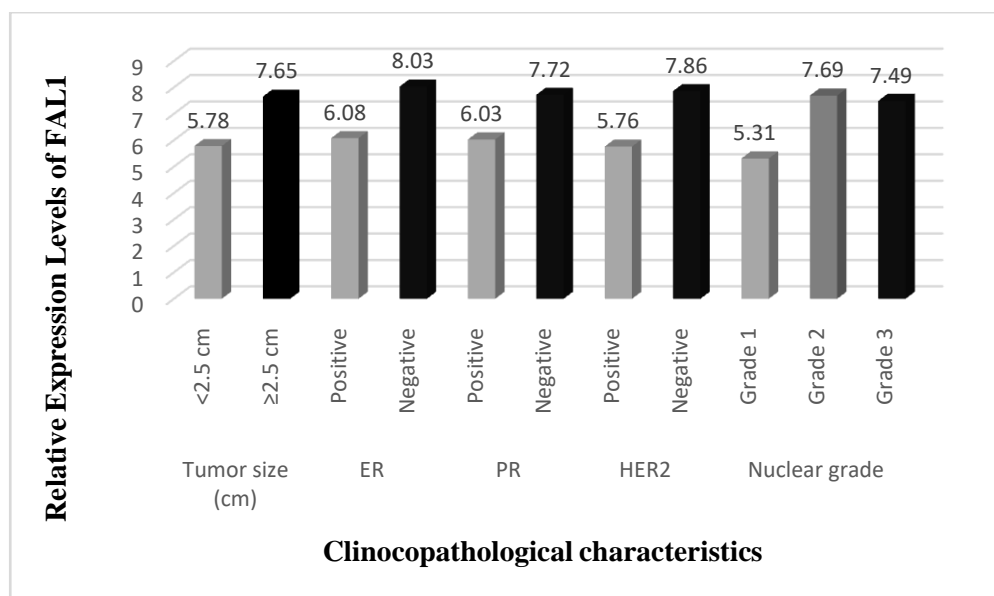 Relative Expression Levels of FAL1
9
8
7
6
5
4
3
2
1
0
5.78
7.65
6.08
8.03
6.03
7.72
5.76
7.86
5.31
7.69
7.49
<2.5 cm
≥2.5 cm
Positive
Negative
Positive
Negative
Positive
Negative
Grade 1
Grade 2
Grade 3
Tumor size
(cm)
ER
PR
HER2
Nuclear grade
Clinocopathological characteristics